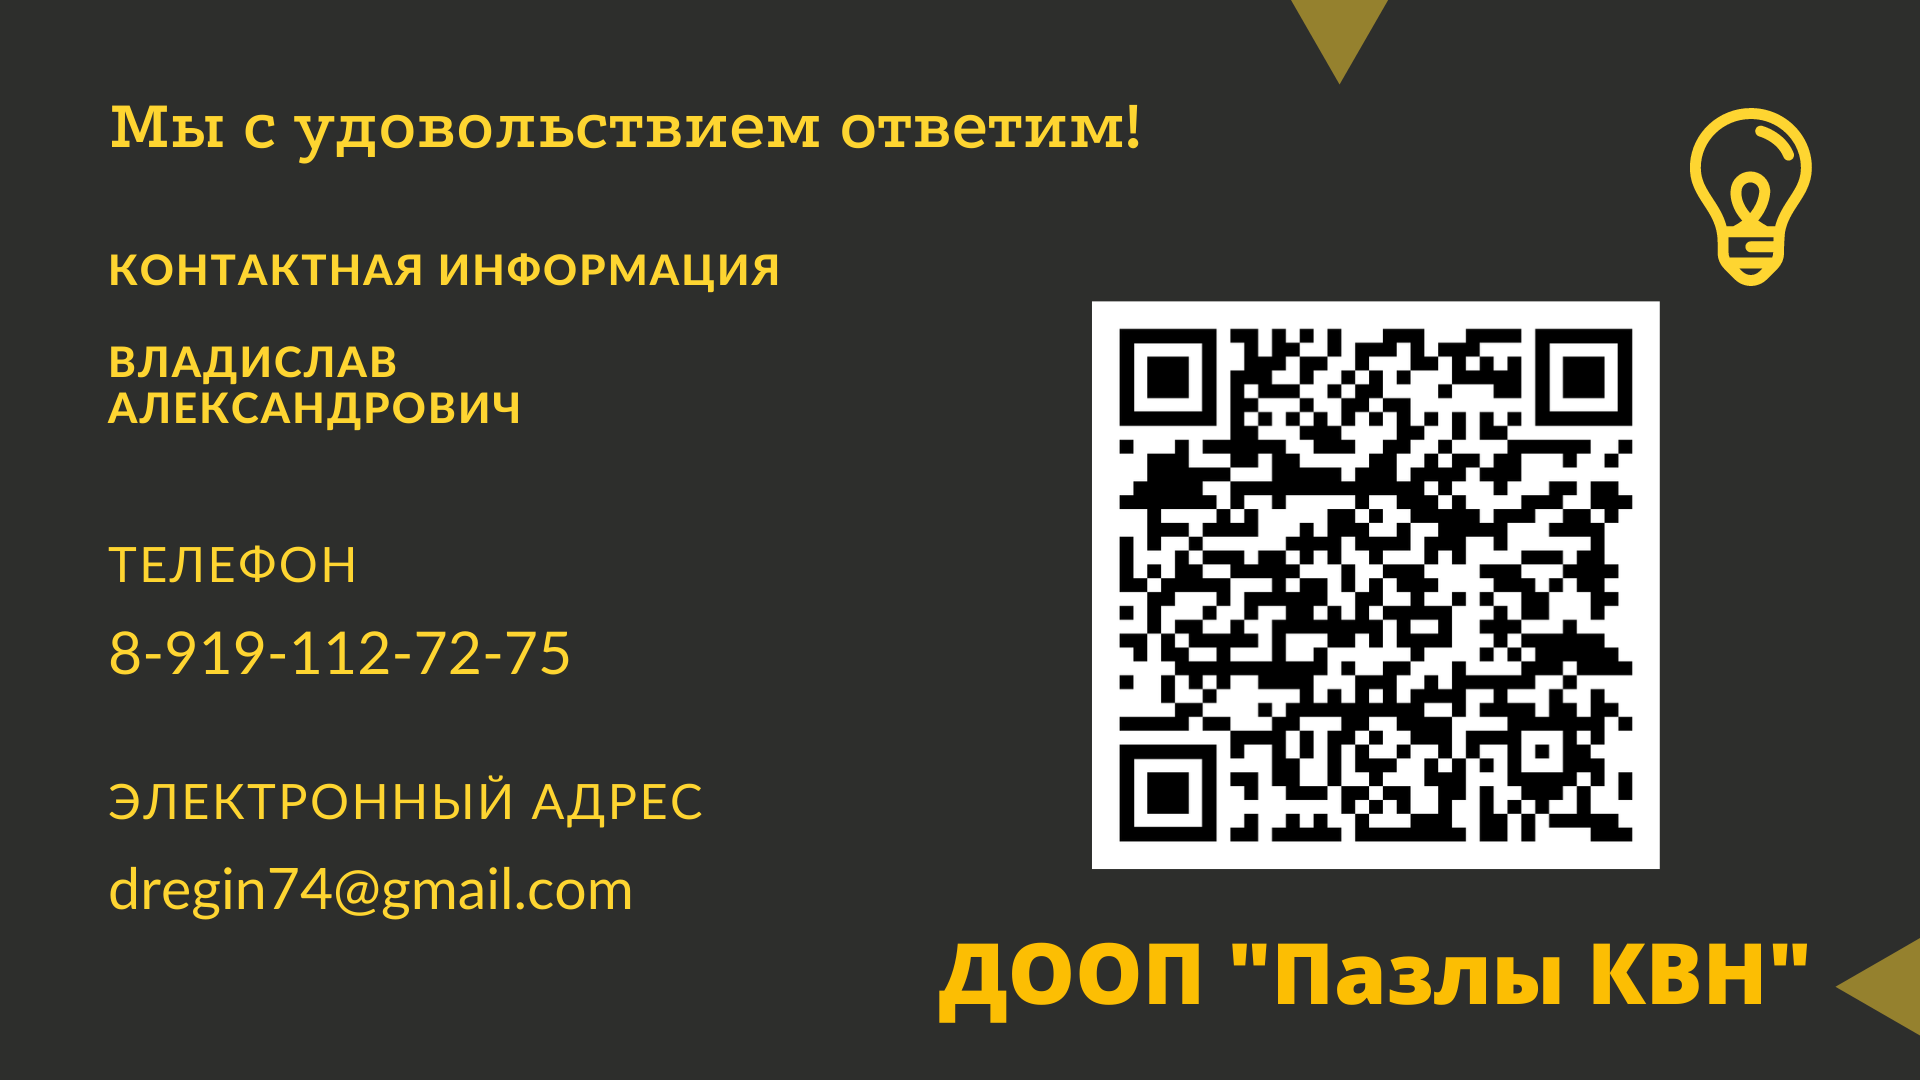 Мы с удовольствием ответим!
КОНТАКТНАЯ ИНФОРМАЦИЯ
ВЛАДИСЛАВ
АЛЕКСАНДРОВИЧ
ТЕЛЕФОН
8-919-112-72-75
ЭЛЕКТРОННЫЙ АДРЕС
dregin74@gmail.com
ДООП "Пазлы КВН"